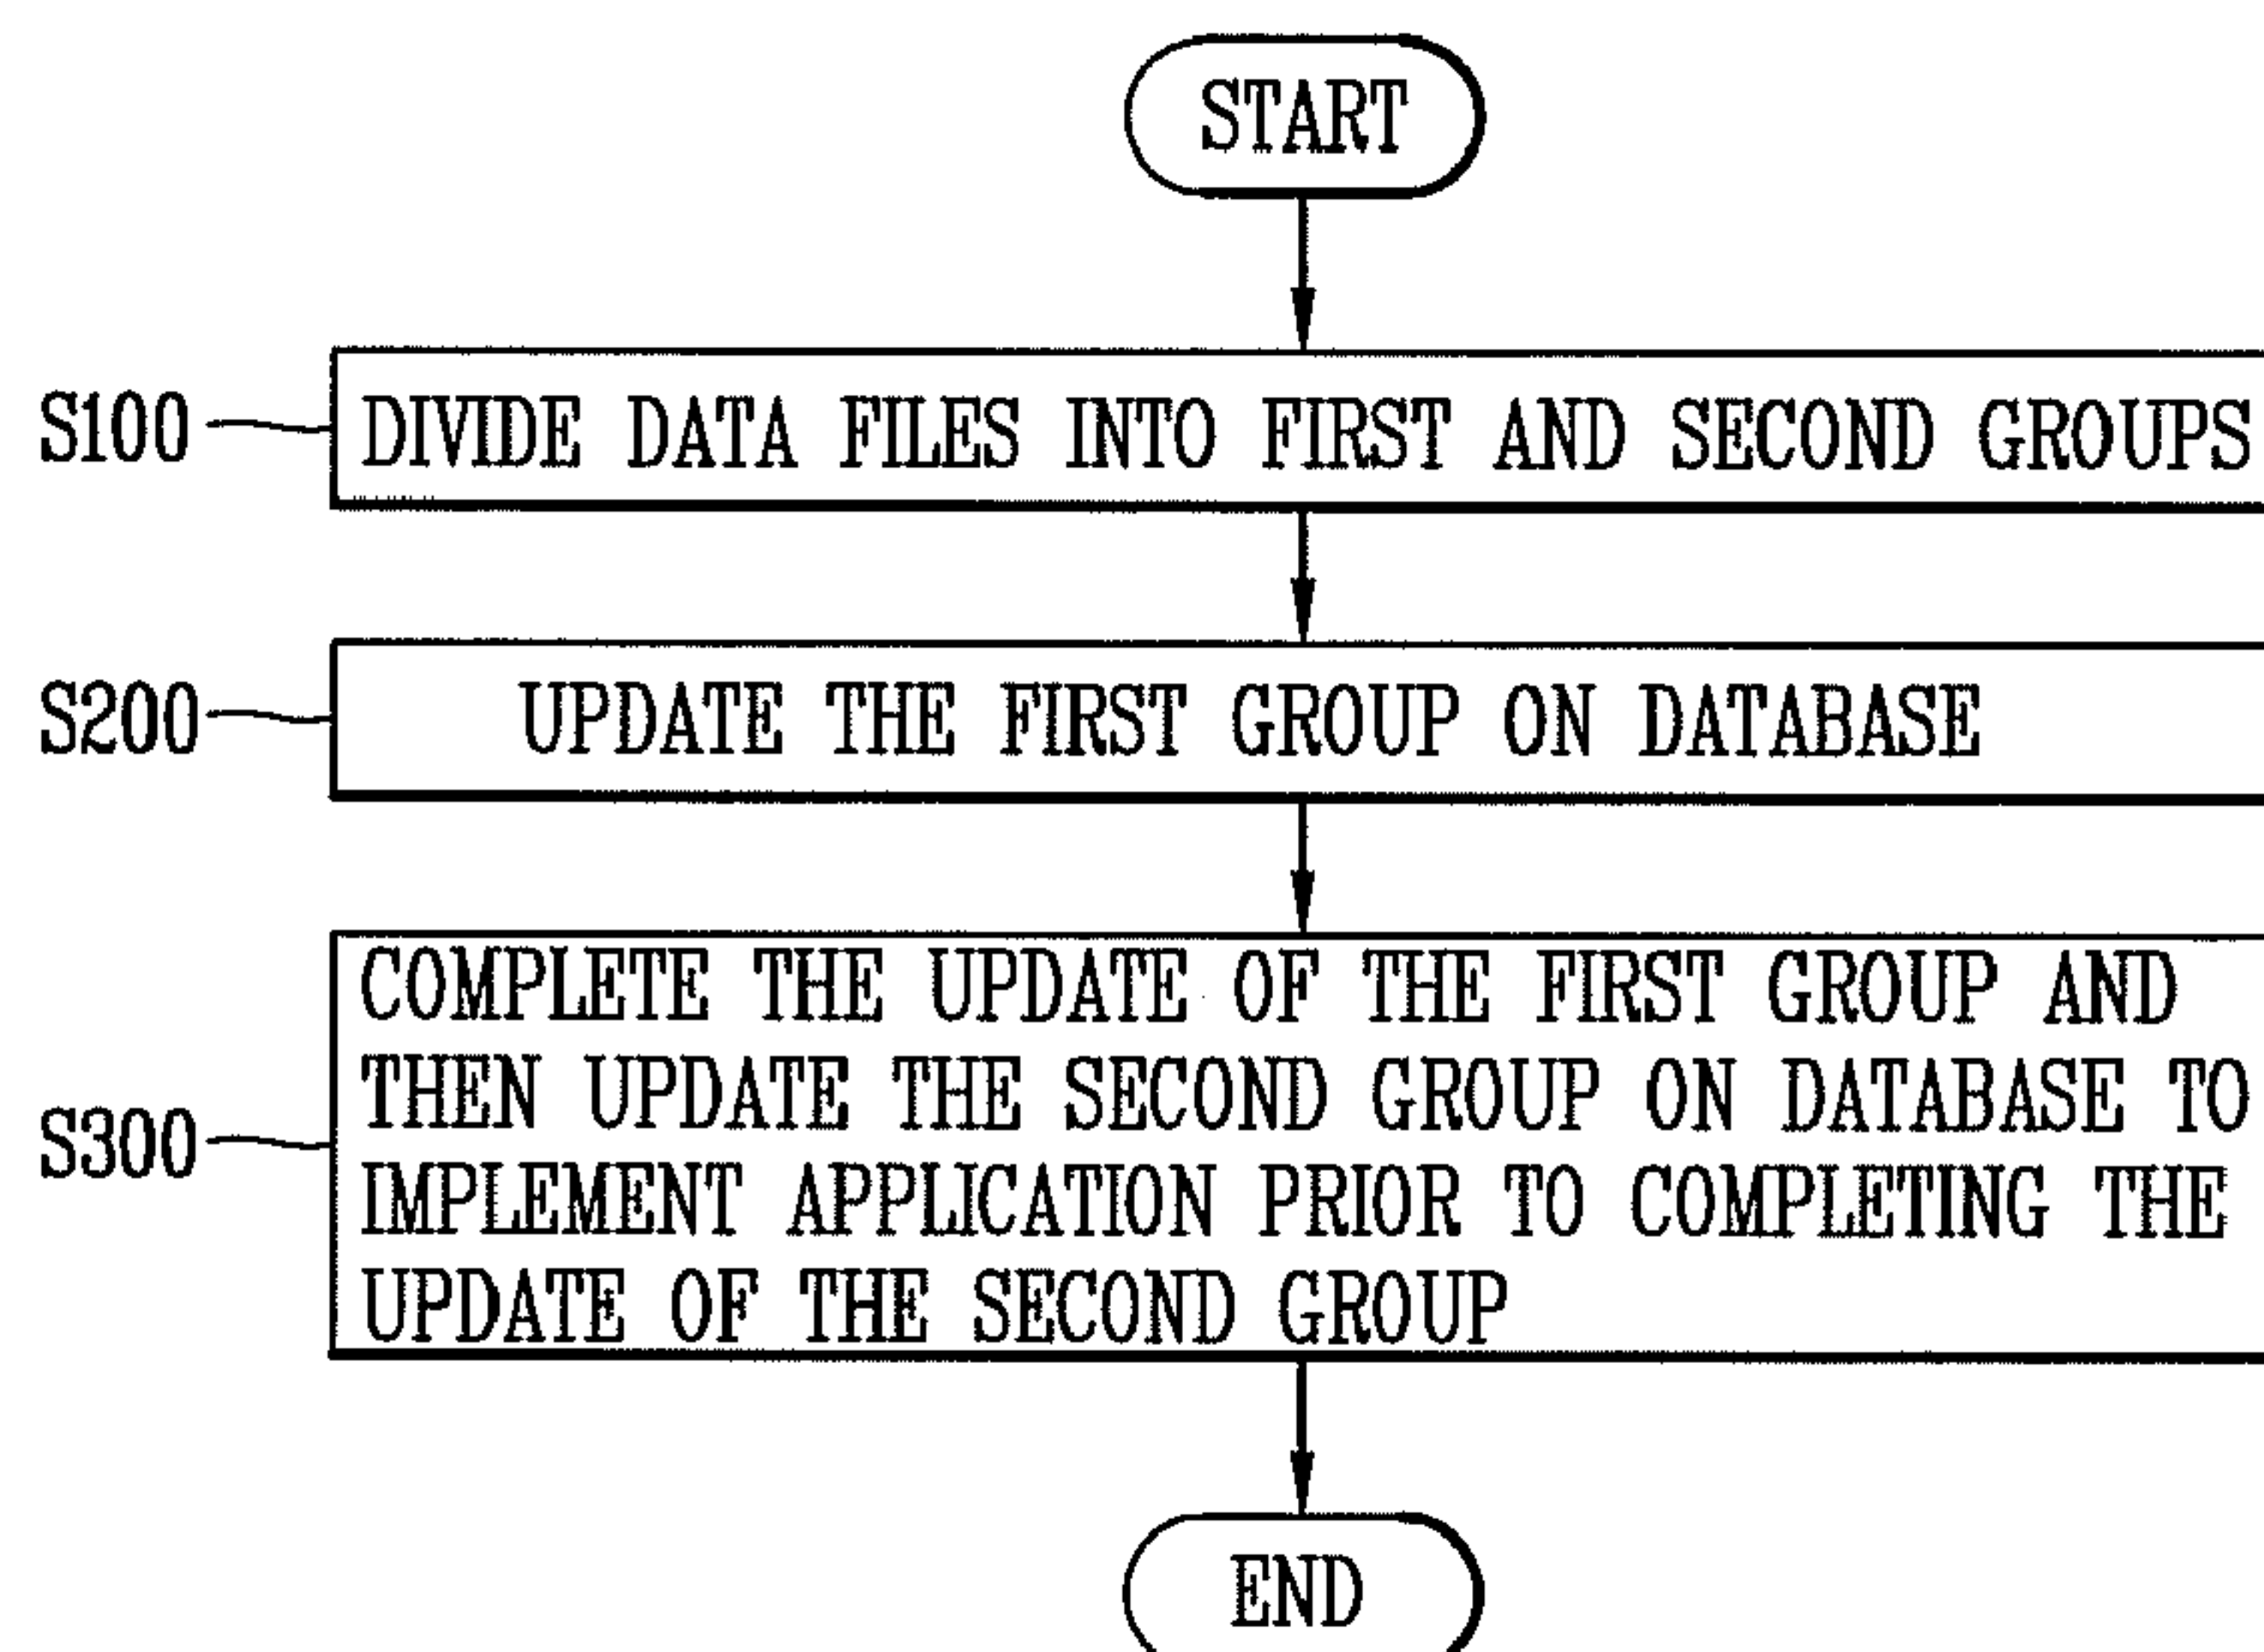 START
S100 DIVIDE DATA FILES INTO FIRST AND SECOND GROUPS
S200 UPDATE THE FIRST GROUP ON DATABASE
COMPLETE THE UPDATE OF THE FIRST GROUP AND
THEN UPDATE THE SECOND GROUP ON DATABASE TO
S300
IMPLEMENT APPLICATION PRIOR TO COMPLETING THE
UPDATE OF THE SECOND GROUP
END